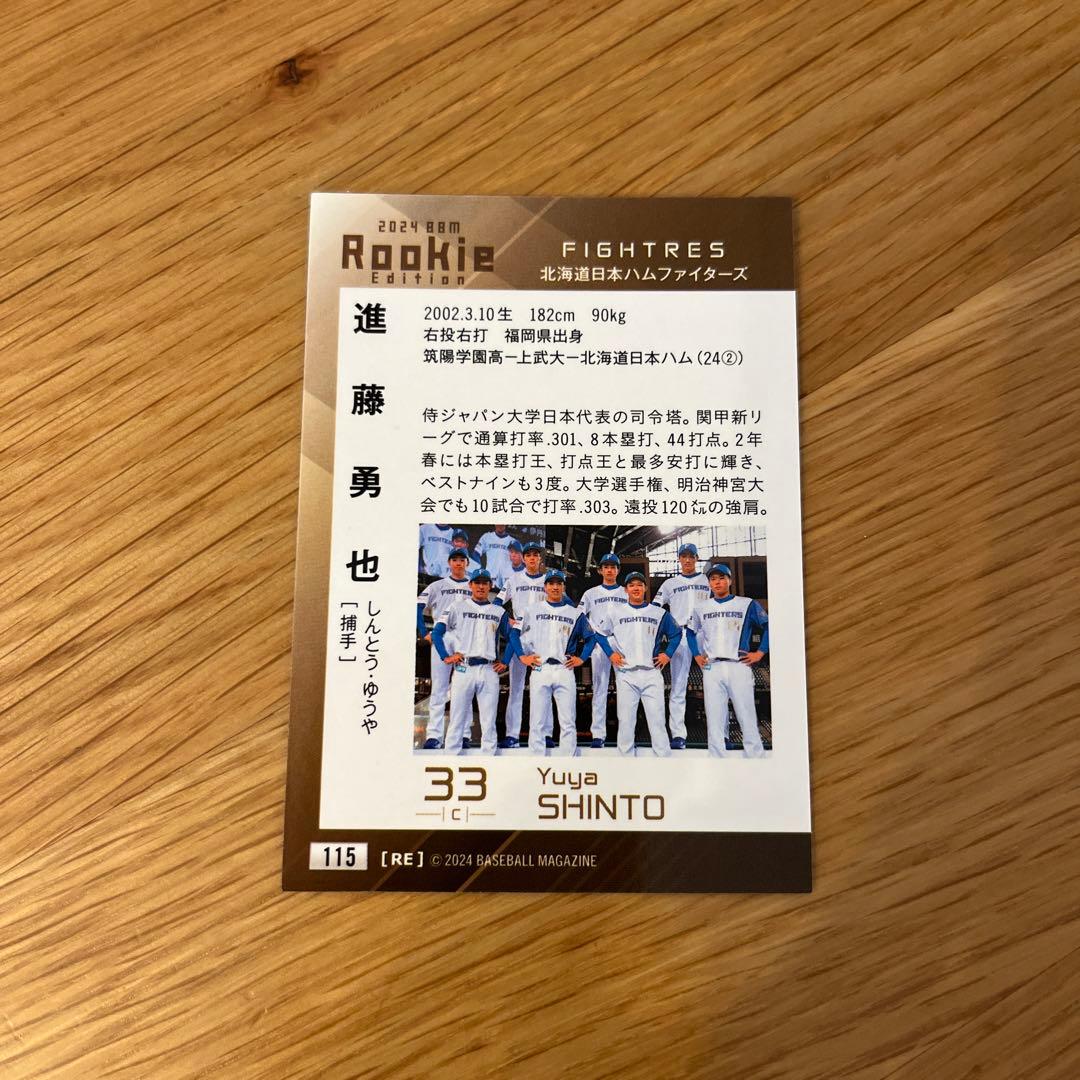 2024 BBM
Rookie
Edition
FIGHTRES
北海道日本ハムファイターズ
進藤勇也
しんとう・ゆうや
[捕手]
2002.3.10生 182cm 90kg
右投右打 福岡県出身
筑陽学園高－上武大－北海道日本ハム(24②)
侍ジャパン大学日本代表の司令塔。関甲新リ
ーグで通算打率.301、8本塁打、44打点。2年
春には本塁打王、打点王と最多安打に輝き、
ベストナインも3度。大学選手権、明治神宮大
会でも10試合で打率.303。遠投120㍍の強肩。
FIGHTERS
FIGHTERS
FIGHTERS
FIGHTERS
33
C
Yuya
SHINTO
115
[RE] © 2024 BASEBALL MAGAZINE